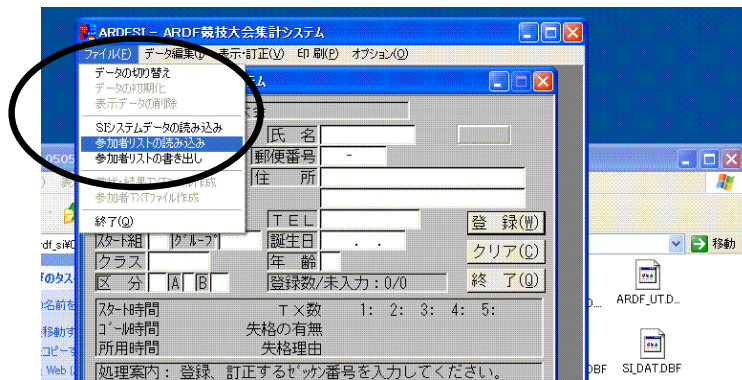 ARDFSI - ARDF競技大会集計システム
ファイル(F) データ編集(D) 表示・訂正(V) 印刷(P) オプション(O)
データの切り替え
データの初期化
表示データの削除
SIシステムデータの読み込み
参加者リストの読み込み
参加者リストの書き出し
参加者TXTファイル作成
終了(Q)
氏 名
郵便番号 -
住 所
TEL
登 録(W)
スタート組 グループ 誕生日 . .
クリア(C)
クラス 年 齢
区 分 A B 登録数/未入力:0/0
終 了(Q)
スタート時間 TX数 1: 2: 3: 4: 5:
ゴール時間 失格の有無
所用時間 失格理由
処理案内: 登録、訂正するゼッケン番号を入力してください。
移動
ARDF_UT.D...
SI_DAT.DBF